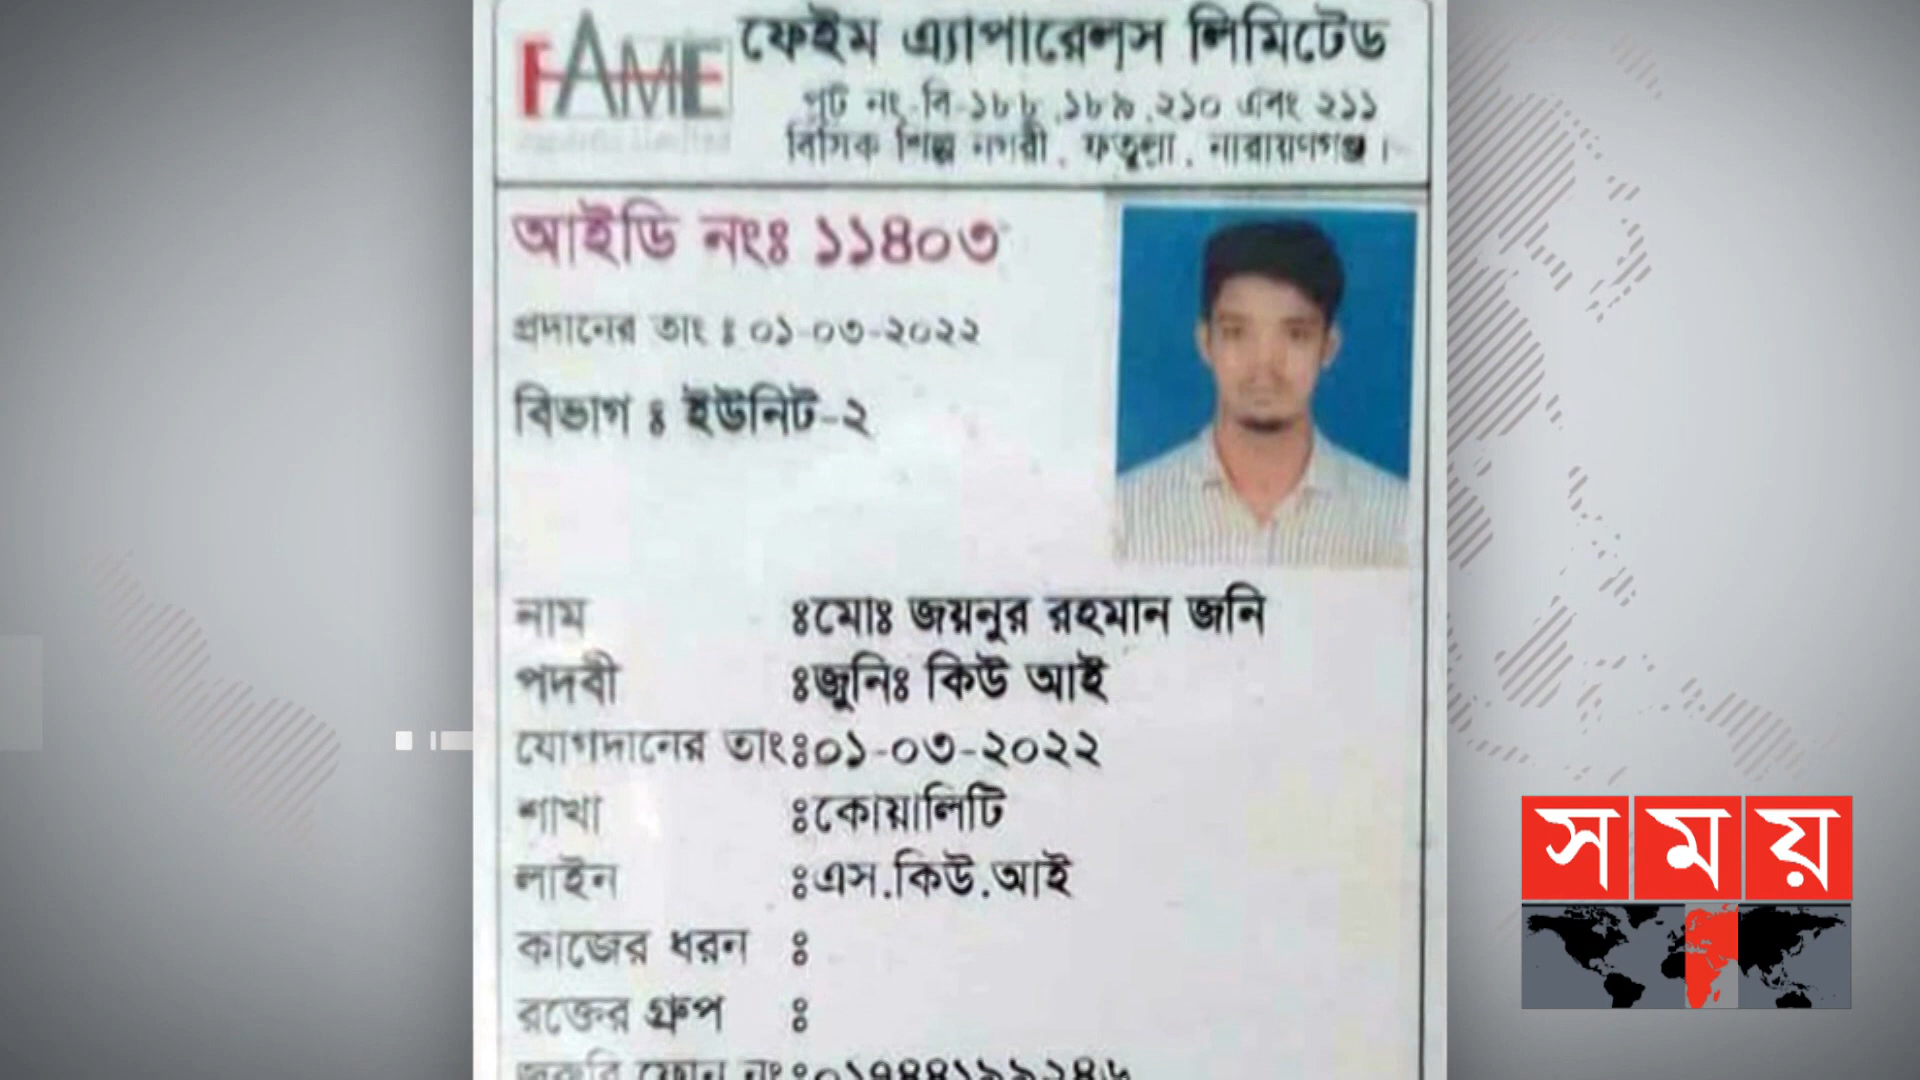 FAME
ফেইম এ্যাপারেলস লিমিটেড
প্লট নং-বি-১৮৮,১৮৯,২১০ এবং ২১১
বিসিক শিল্প নগরী, ফতুল্লা, নারায়ণগঞ্জ।
আইডি নংঃ ১১৪০৩
প্রদানের তাং ঃ ০১-০৩-২০২২
বিভাগ ঃ ইউনিট-২
নাম ঃমোঃ জয়নুর রহমান জনি
পদবী ঃজুনিঃ কিউ আই
যোগদানের তাংঃ০১-০৩-২০২২
শাখা ঃকোয়ালিটি
লাইন ঃএস.কিউ.আই
কাজের ধরন ঃ
রক্তের গ্রুপ ঃ
জরুরি ফোন নংঃ
সময়